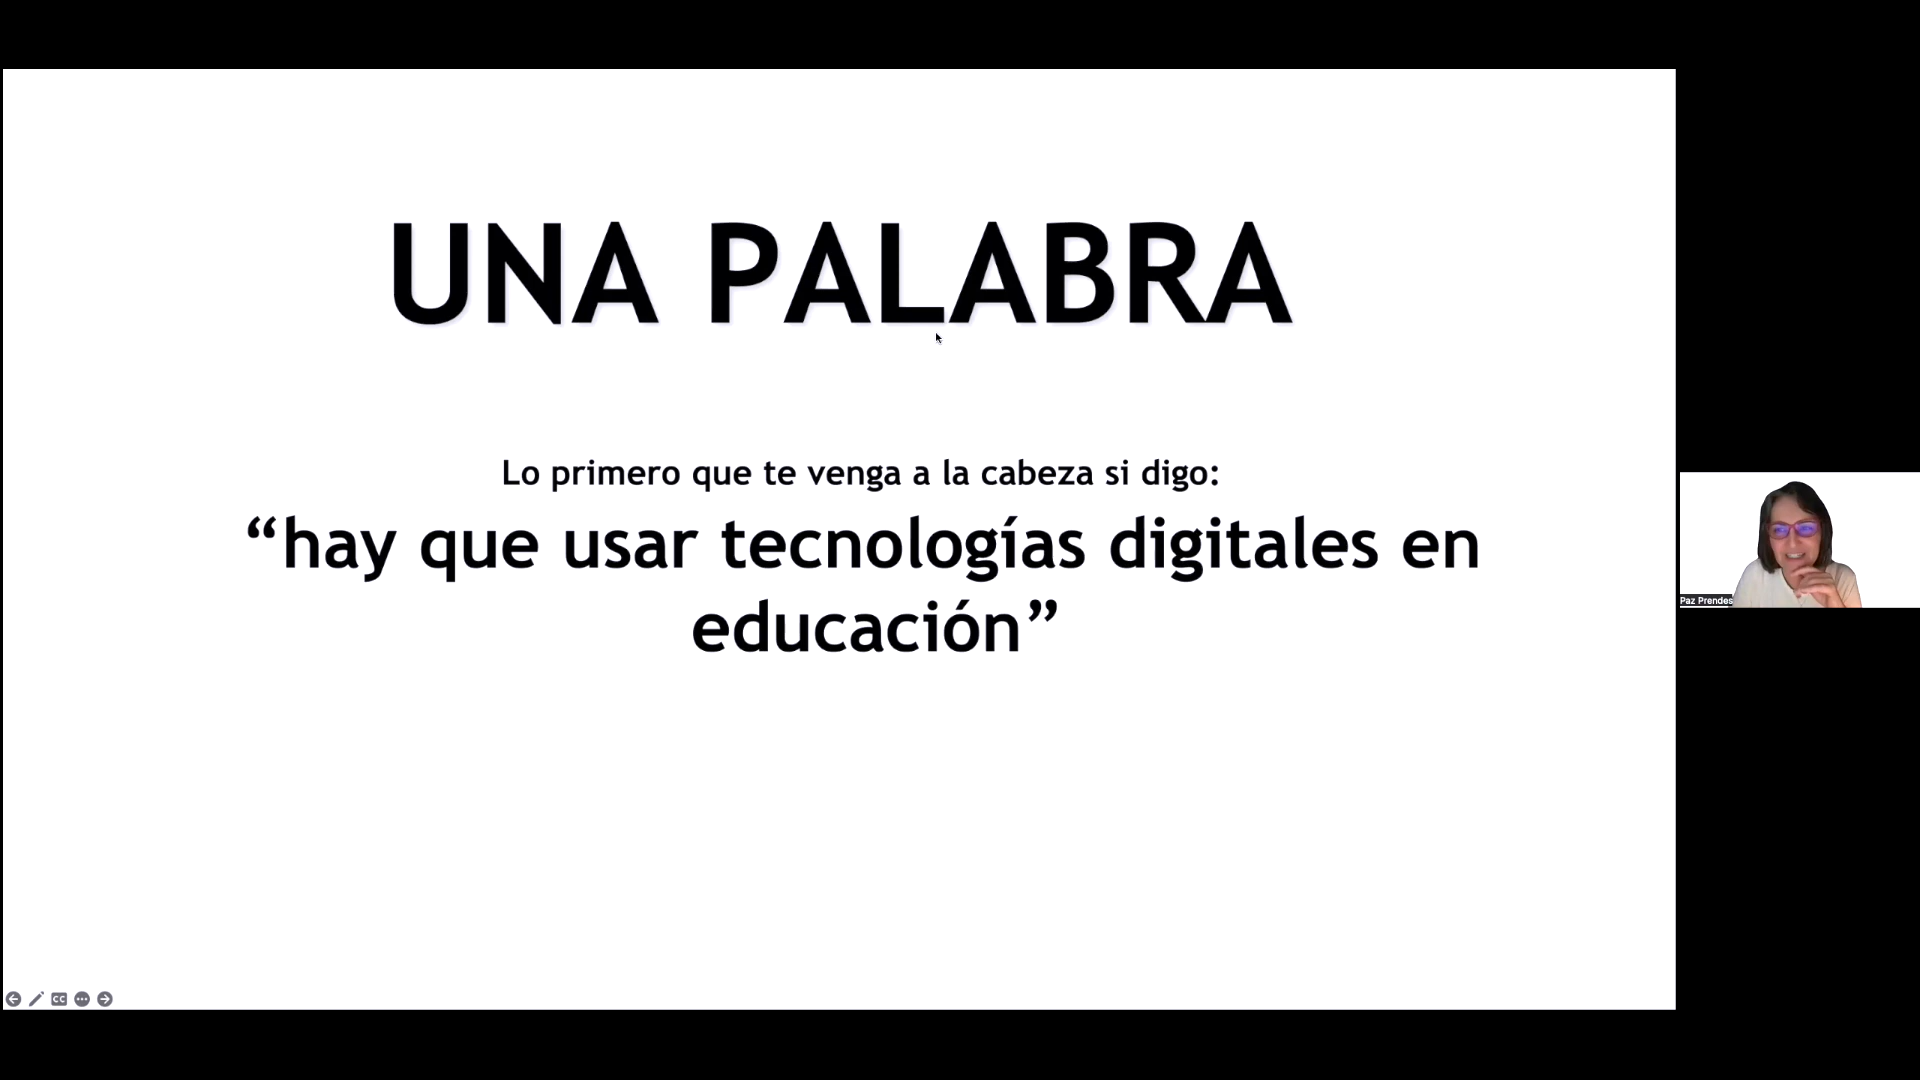 UNA PALABRA
Lo primero que te venga a la cabeza si digo:
“hay que usar tecnologías digitales en
educación”
Paz Prendes
CC